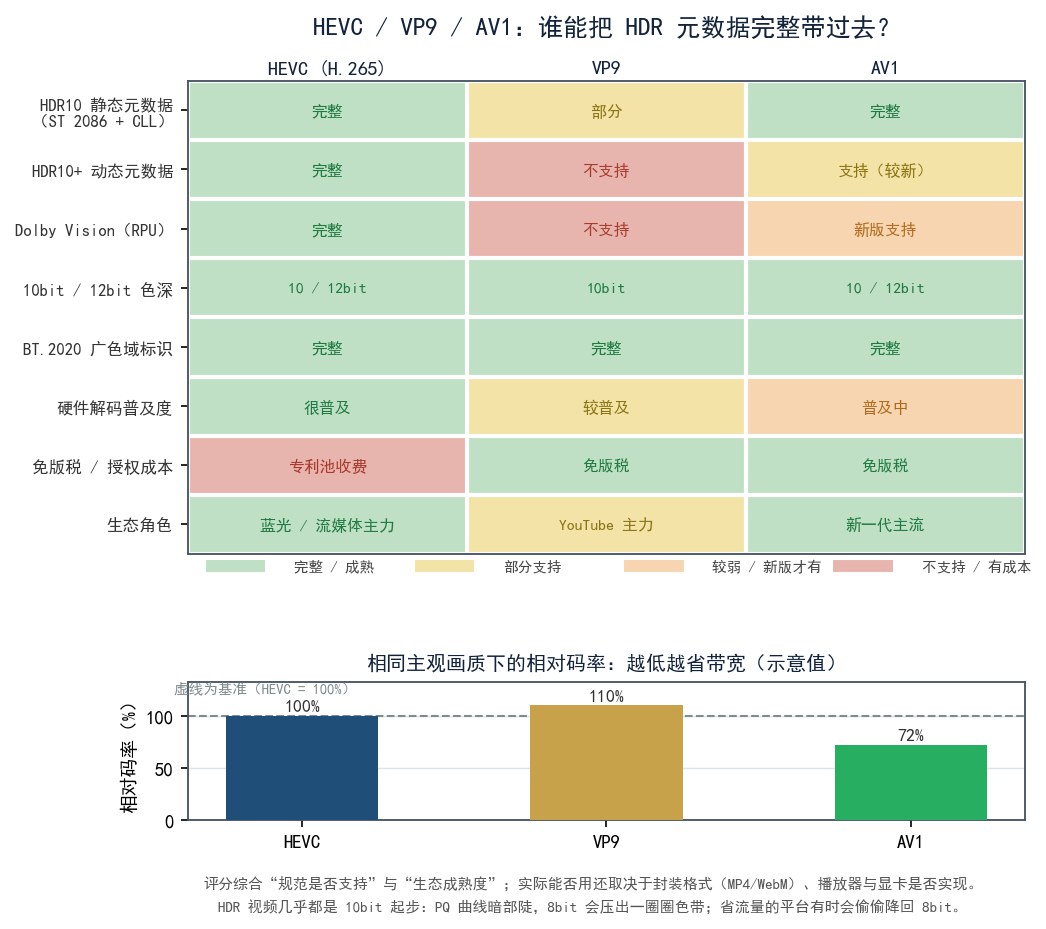 HEVC / VP9 / AV1：谁能把 HDR 元数据完整带过去？
HEVC (H.265) VP9 AV1
HDR10 静态元数据
(ST 2086 + CLL) 完整 部分 完整
HDR10+ 动态元数据 完整 不支持 支持（较新）
Dolby Vision (RPU) 完整 不支持 新版支持
10bit / 12bit 色深 10 / 12bit 10bit 10 / 12bit
BT.2020 广色域标识 完整 完整 完整
硬件解码普及度 很普及 较普及 普及中
免版税 / 授权成本 专利池收费 免版税 免版税
生态角色 蓝光 / 流媒体主力 YouTube 主力 新一代主流
完整 / 成熟 部分支持 较弱 / 新版才有 不支持 / 有成本
相同主观画质下的相对码率：越低越省带宽（示意值）
虚线为基准（HEVC = 100%）
相对码率（%）
100
50
0
100% 110% 72%
HEVC VP9 AV1
评分综合“规范是否支持”与“生态成熟度”；实际能否用还取决于封装格式（MP4/WebM）、播放器与显卡是否实现。
HDR 视频几乎都是 10bit 起步：PQ 曲线暗部陡，8bit 会压出一圈圈色带；省流量的平台有时会偷偷降回 8bit。